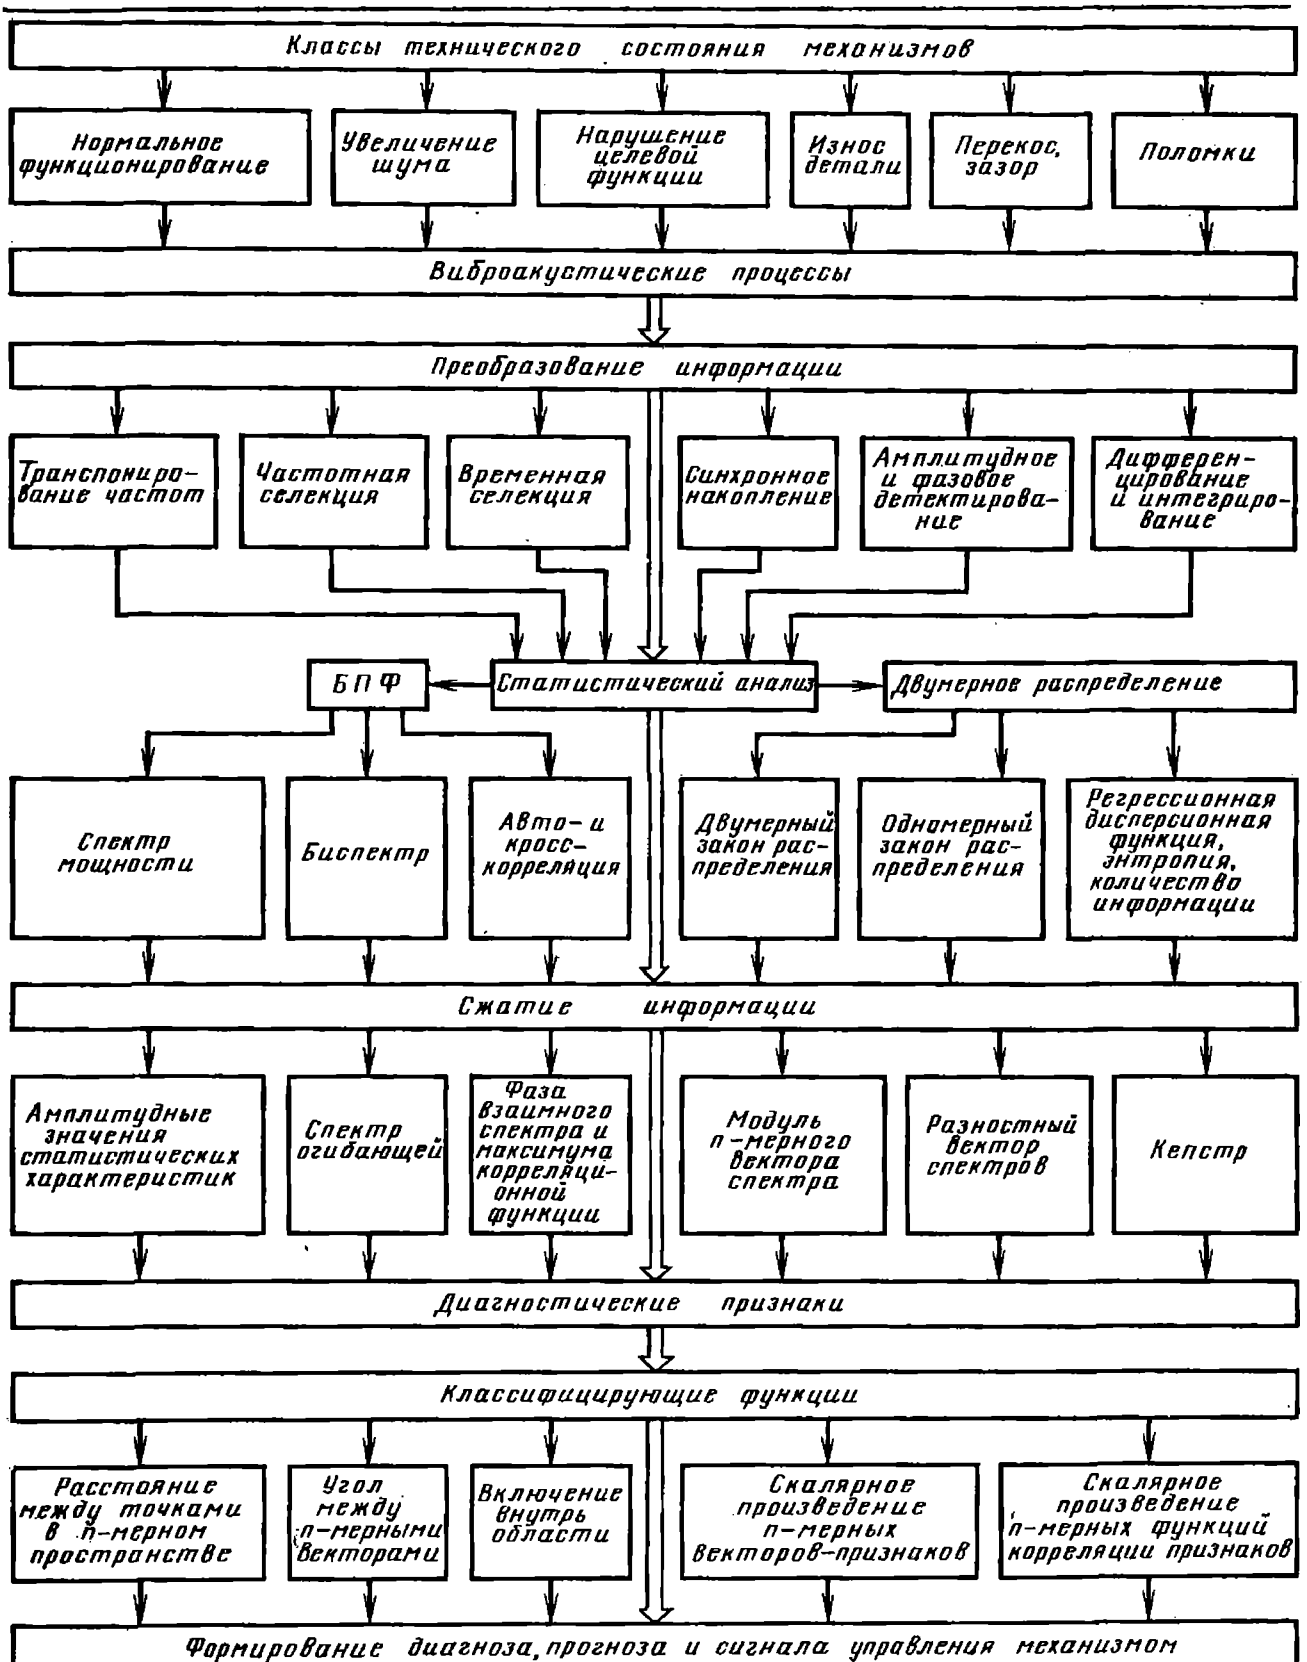 Классы технического состояния механизмов
Нормальное
функционирование
Увеличение
шума
Нарушение
целевой
функции
Износ
детали
Перекос,
зазор
Поломки
Виброакустические процессы
Преобразование информации
Транспониро-
вание частот
Частотная
селекция
Временная
селекция
Синхронное
накопление
Амплитудное
и фазовое
детектирова-
ние
Дифферен-
цирование
и интегриро-
вание
БПФ
Статистический анализ
Двумерное распределение
Спектр
мощности
Биспектр
Авто- и
кросс-
корреляция
Двумерный
закон рас-
пределения
Одномерный
закон рас-
пределения
Регрессионная
дисперсионная
функция,
энтропия,
количество
информации
Сжатие информации
Амплитудные
значения
статистических
характеристик
Спектр
огибающей
Фаза
взаимного
спектра и
максимума
корреляци-
онной
функции
Модуль
n-мерного
вектора
спектра
Разностный
вектор
спектров
Кепстр
Диагностические признаки
Классифицирующие функции
Расстояние
между точками
в n-мерном
пространстве
Угол
между
n-мерными
векторами
Включение
внутрь
области
Скалярное
произведение
n-мерных
векторов-признаков
Скалярное
произведение
n-мерных функций
корреляции признаков
Формирование диагноза, прогноза и сигнала управления механизмом